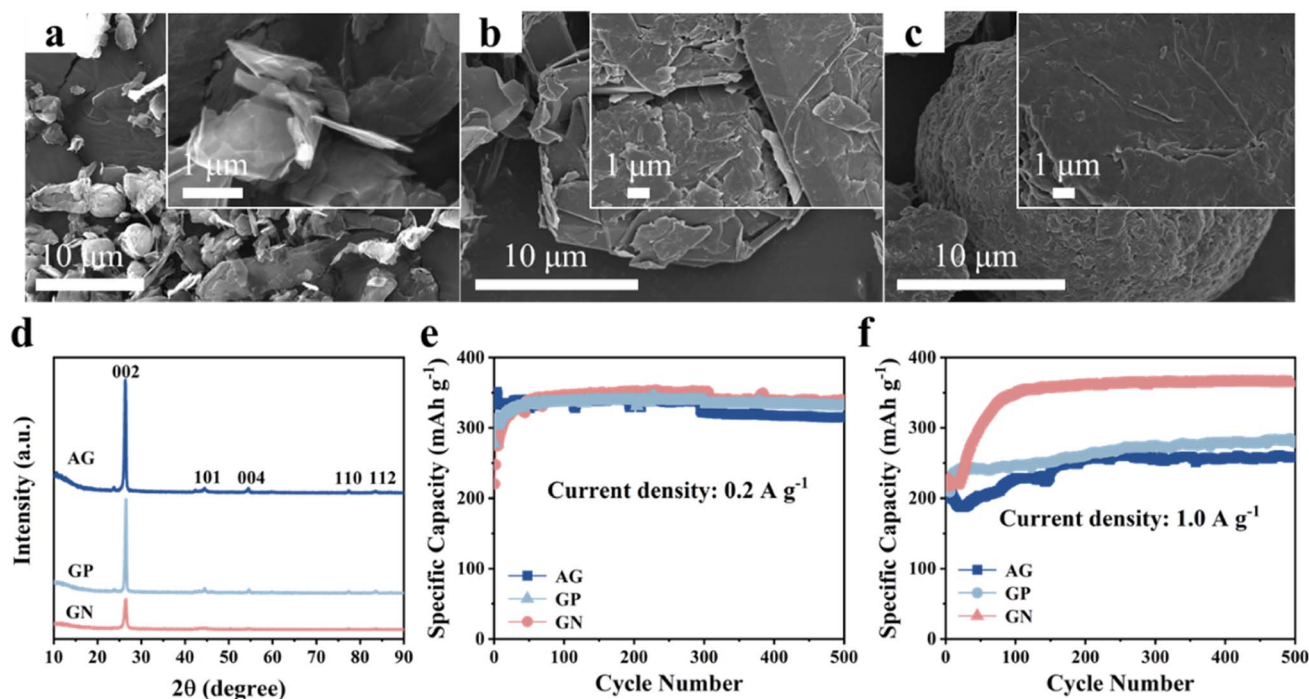 a
1 μm
10 μm
b
1 μm
10 μm
c
1 μm
10 μm
d
Intensity (a.u.)
002
101
004
110
112
AG
GP
GN
10 20 30 40 50 60 70 80 90
2θ (degree)
e
Specific Capacity (mAh g⁻¹)
400
300
200
100
0
Current density: 0.2 A g⁻¹
AG
GP
GN
0 100 200 300 400 500
Cycle Number
f
Specific Capacity (mAh g⁻¹)
400
300
200
100
0
Current density: 1.0 A g⁻¹
AG
GP
GN
0 100 200 300 400 500
Cycle Number